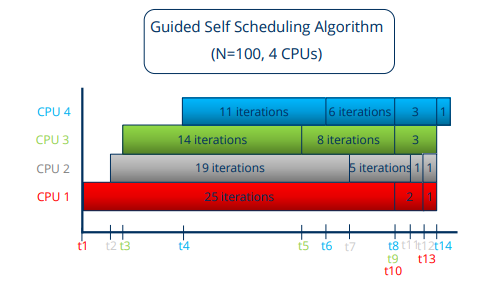 Guided Self Scheduling Algorithm
(N=100, 4 CPUs)
CPU 4 11 iterations 6 iterations 3 1
CPU 3 14 iterations 8 iterations 3
CPU 2 19 iterations 5 iterations 1 1
CPU 1 25 iterations 2 1
t1 t2 t3 t4 t5 t6 t7 t8 t11 t12 t14
t9 t13
t10